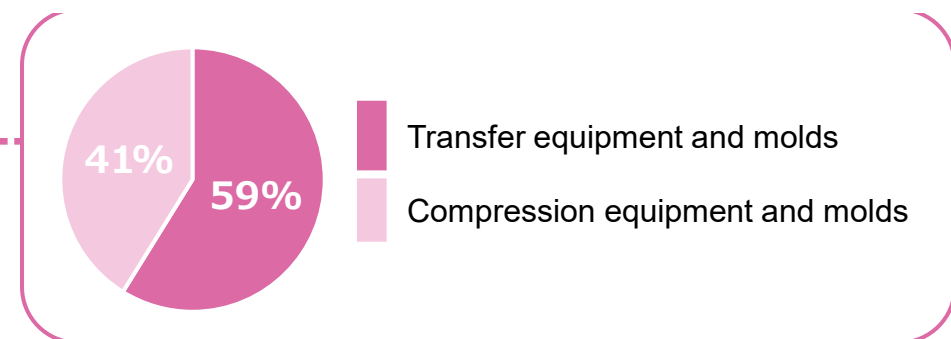 41%
59%
Transfer equipment and molds
Compression equipment and molds